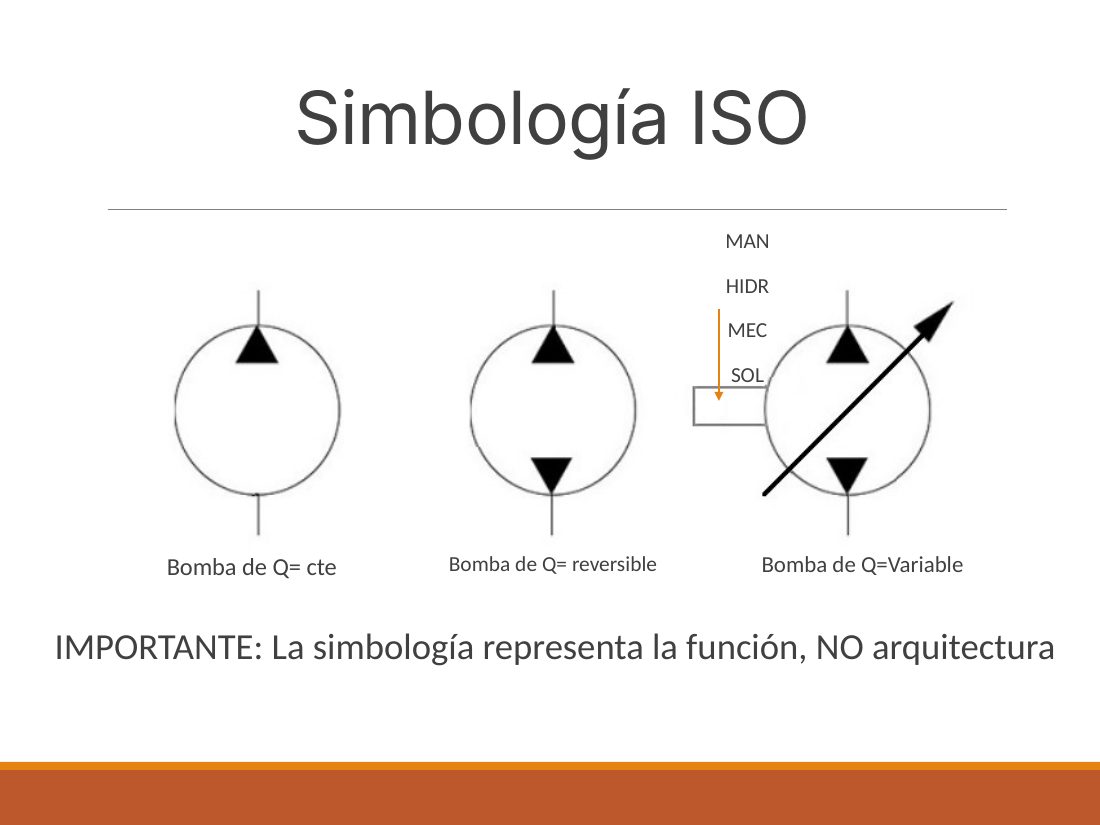 Simbología ISO
MAN
HIDR
MEC
SOL
Bomba de Q= cte
Bomba de Q= reversible
Bomba de Q=Variable
IMPORTANTE: La simbología representa la función, NO arquitectura